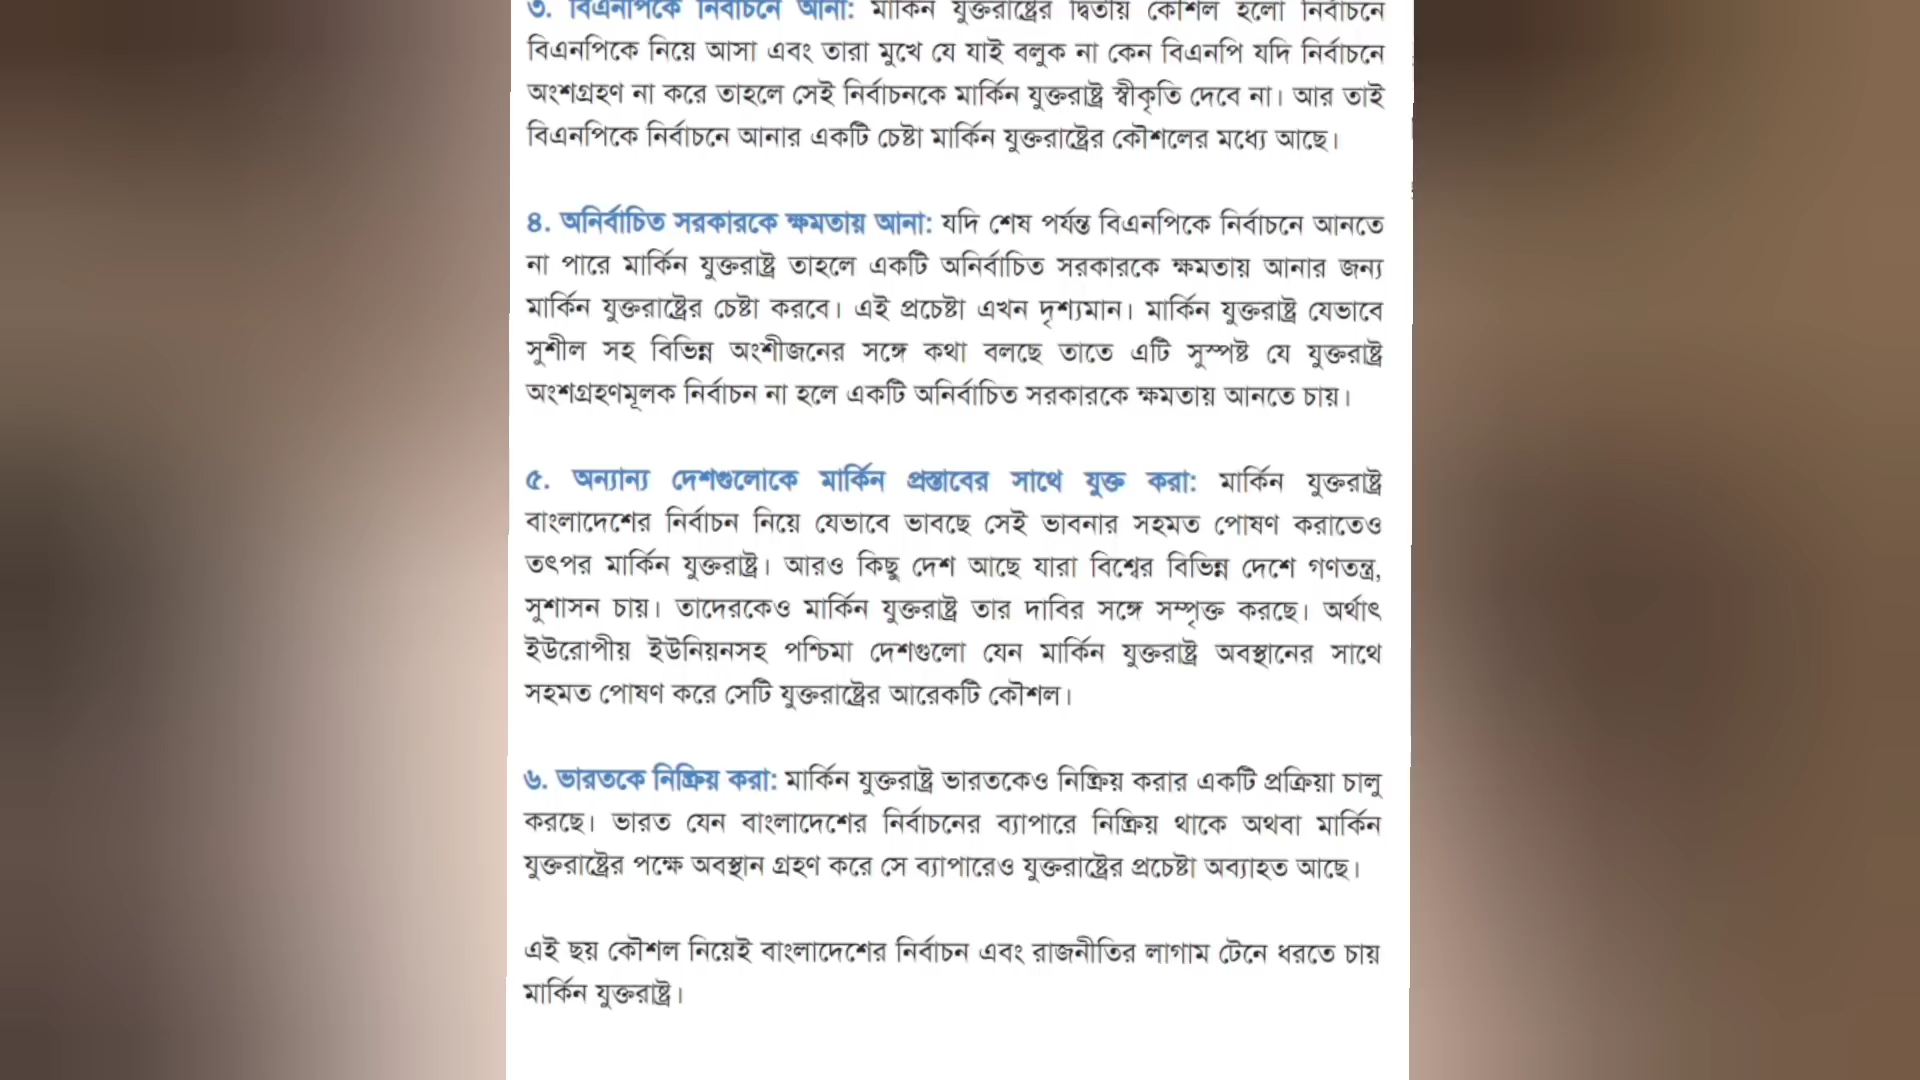 ৩. বিএনপিকে নির্বাচনে আনা: মার্কিন যুক্তরাষ্ট্রের দ্বিতীয় কৌশল হলো নির্বাচনে
বিএনপিকে নিয়ে আসা এবং তারা মুখে যে যাই বলুক না কেন বিএনপি যদি নির্বাচনে
অংশগ্রহণ না করে তাহলে সেই নির্বাচনকে মার্কিন যুক্তরাষ্ট্র স্বীকৃতি দেবে না। আর তাই
বিএনপিকে নির্বাচনে আনার একটি চেষ্টা মার্কিন যুক্তরাষ্ট্রের কৌশলের মধ্যে আছে।
৪. অনির্বাচিত সরকারকে ক্ষমতায় আনা: যদি শেষ পর্যন্ত বিএনপিকে নির্বাচনে আনতে
না পারে মার্কিন যুক্তরাষ্ট্র তাহলে একটি অনির্বাচিত সরকারকে ক্ষমতায় আনার জন্য
মার্কিন যুক্তরাষ্ট্রের চেষ্টা করবে। এই প্রচেষ্টা এখন দৃশ্যমান। মার্কিন যুক্তরাষ্ট্র যেভাবে
সুশীল সহ বিভিন্ন অংশীজনের সঙ্গে কথা বলছে তাতে এটি সুস্পষ্ট যে যুক্তরাষ্ট্র
অংশগ্রহণমূলক নির্বাচন না হলে একটি অনির্বাচিত সরকারকে ক্ষমতায় আনতে চায়।
৫. অন্যান্য দেশগুলোকে মার্কিন প্রস্তাবের সাথে যুক্ত করা: মার্কিন যুক্তরাষ্ট্র
বাংলাদেশের নির্বাচন নিয়ে যেভাবে ভাবছে সেই ভাবনার সহমত পোষণ করাতেও
তৎপর মার্কিন যুক্তরাষ্ট্র। আরও কিছু দেশ আছে যারা বিশ্বের বিভিন্ন দেশে গণতন্ত্র,
সুশাসন চায়। তাদেরকেও মার্কিন যুক্তরাষ্ট্র তার দাবির সঙ্গে সম্পৃক্ত করছে। অর্থাৎ
ইউরোপীয় ইউনিয়নসহ পশ্চিমা দেশগুলো যেন মার্কিন যুক্তরাষ্ট্র অবস্থানের সাথে
সহমত পোষণ করে সেটি যুক্তরাষ্ট্রের আরেকটি কৌশল।
৬. ভারতকে নিষ্ক্রিয় করা: মার্কিন যুক্তরাষ্ট্র ভারতকেও নিষ্ক্রিয় করার একটি প্রক্রিয়া চালু
করছে। ভারত যেন বাংলাদেশের নির্বাচনের ব্যাপারে নিষ্ক্রিয় থাকে অথবা মার্কিন
যুক্তরাষ্ট্রের পক্ষে অবস্থান গ্রহণ করে সে ব্যাপারেও যুক্তরাষ্ট্রের প্রচেষ্টা অব্যাহত আছে।
এই ছয় কৌশল নিয়েই বাংলাদেশের নির্বাচন এবং রাজনীতির লাগাম টেনে ধরতে চায়
মার্কিন যুক্তরাষ্ট্র।